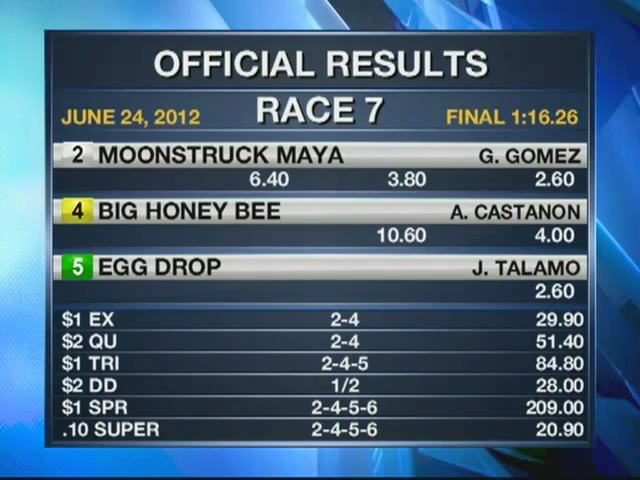 OFFICIAL RESULTS
JUNE 24, 2012 RACE 7 FINAL 1:16.26
2 MOONSTRUCK MAYA G. GOMEZ
6.40 3.80 2.60
4 BIG HONEY BEE A. CASTANON
10.60 4.00
5 EGG DROP J. TALAMO
2.60
$1 EX 2-4 29.90
$2 QU 2-4 51.40
$1 TRI 2-4-5 84.80
$2 DD 1/2 28.00
$1 SPR 2-4-5-6 209.00
.10 SUPER 2-4-5-6 20.90